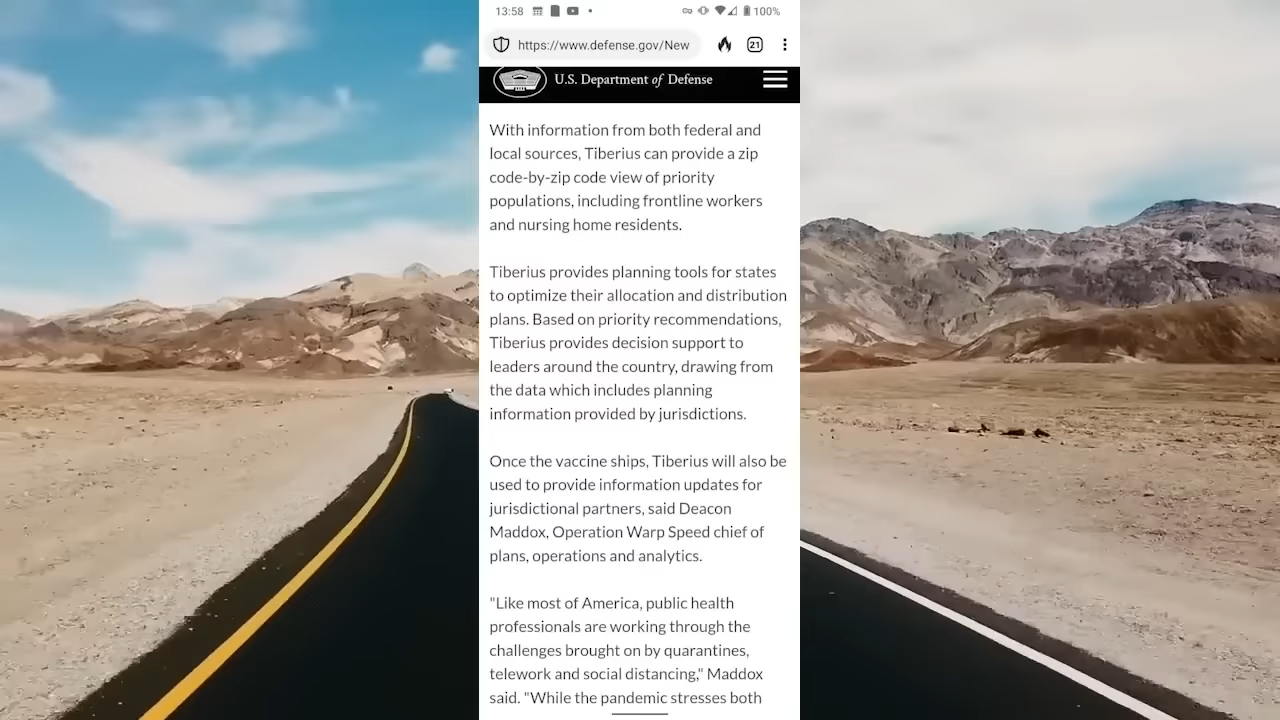 13:58
100%
https://www.defense.gov/New
21
U.S. Department of Defense
With information from both federal and
local sources, Tiberius can provide a zip
code-by-zip code view of priority
populations, including frontline workers
and nursing home residents.
Tiberius provides planning tools for states
to optimize their allocation and distribution
plans. Based on priority recommendations,
Tiberius provides decision support to
leaders around the country, drawing from
the data which includes planning
information provided by jurisdictions.
Once the vaccine ships, Tiberius will also be
used to provide information updates for
jurisdictional partners, said Deacon
Maddox, Operation Warp Speed chief of
plans, operations and analytics.
"Like most of America, public health
professionals are working through the
challenges brought on by quarantines,
telework and social distancing," Maddox
said. "While the pandemic stresses both